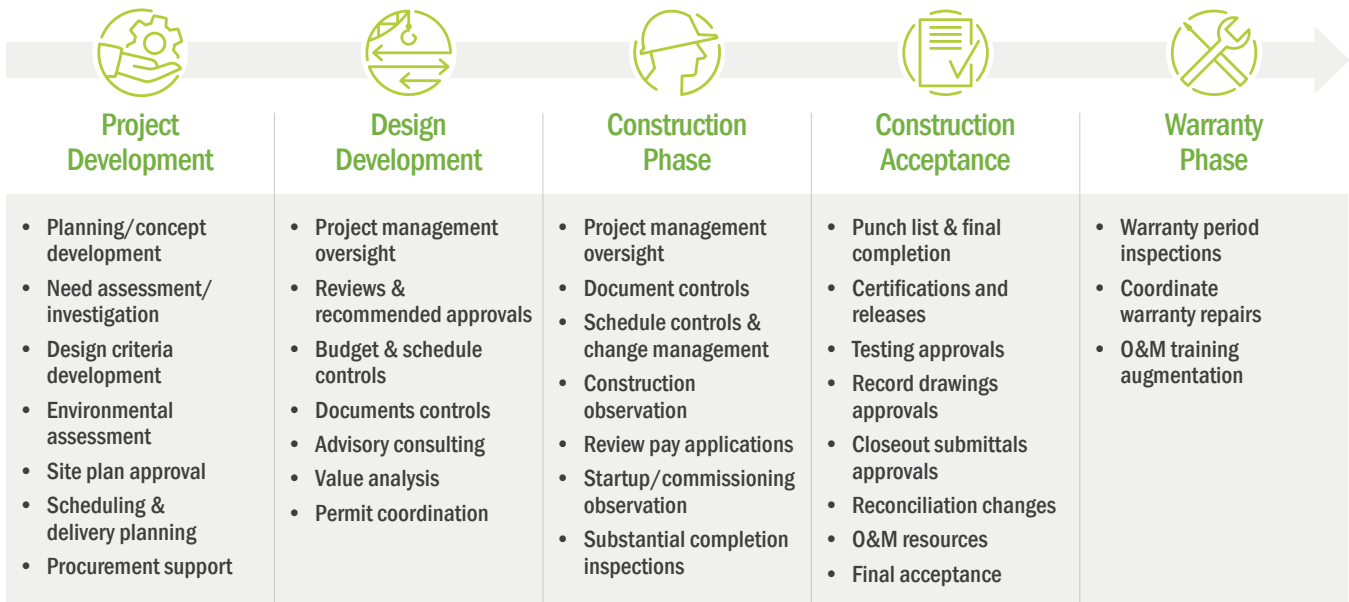 Project
Development
Design
Development
Construction
Phase
Construction
Acceptance
Warranty
Phase
• Planning/concept
development
• Need assessment/
investigation
• Design criteria
development
• Environmental
assessment
• Site plan approval
• Scheduling &
delivery planning
• Procurement support
• Project management
oversight
• Reviews &
recommended approvals
• Budget & schedule
controls
• Documents controls
• Advisory consulting
• Value analysis
• Permit coordination
• Project management
oversight
• Document controls
• Schedule controls &
change management
• Construction
observation
• Review pay applications
• Startup/commissioning
observation
• Substantial completion
inspections
• Punch list & final
completion
• Certifications and
releases
• Testing approvals
• Record drawings
approvals
• Closeout submittals
approvals
• Reconciliation changes
• O&M resources
• Final acceptance
• Warranty period
inspections
• Coordinate
warranty repairs
• O&M training
augmentation